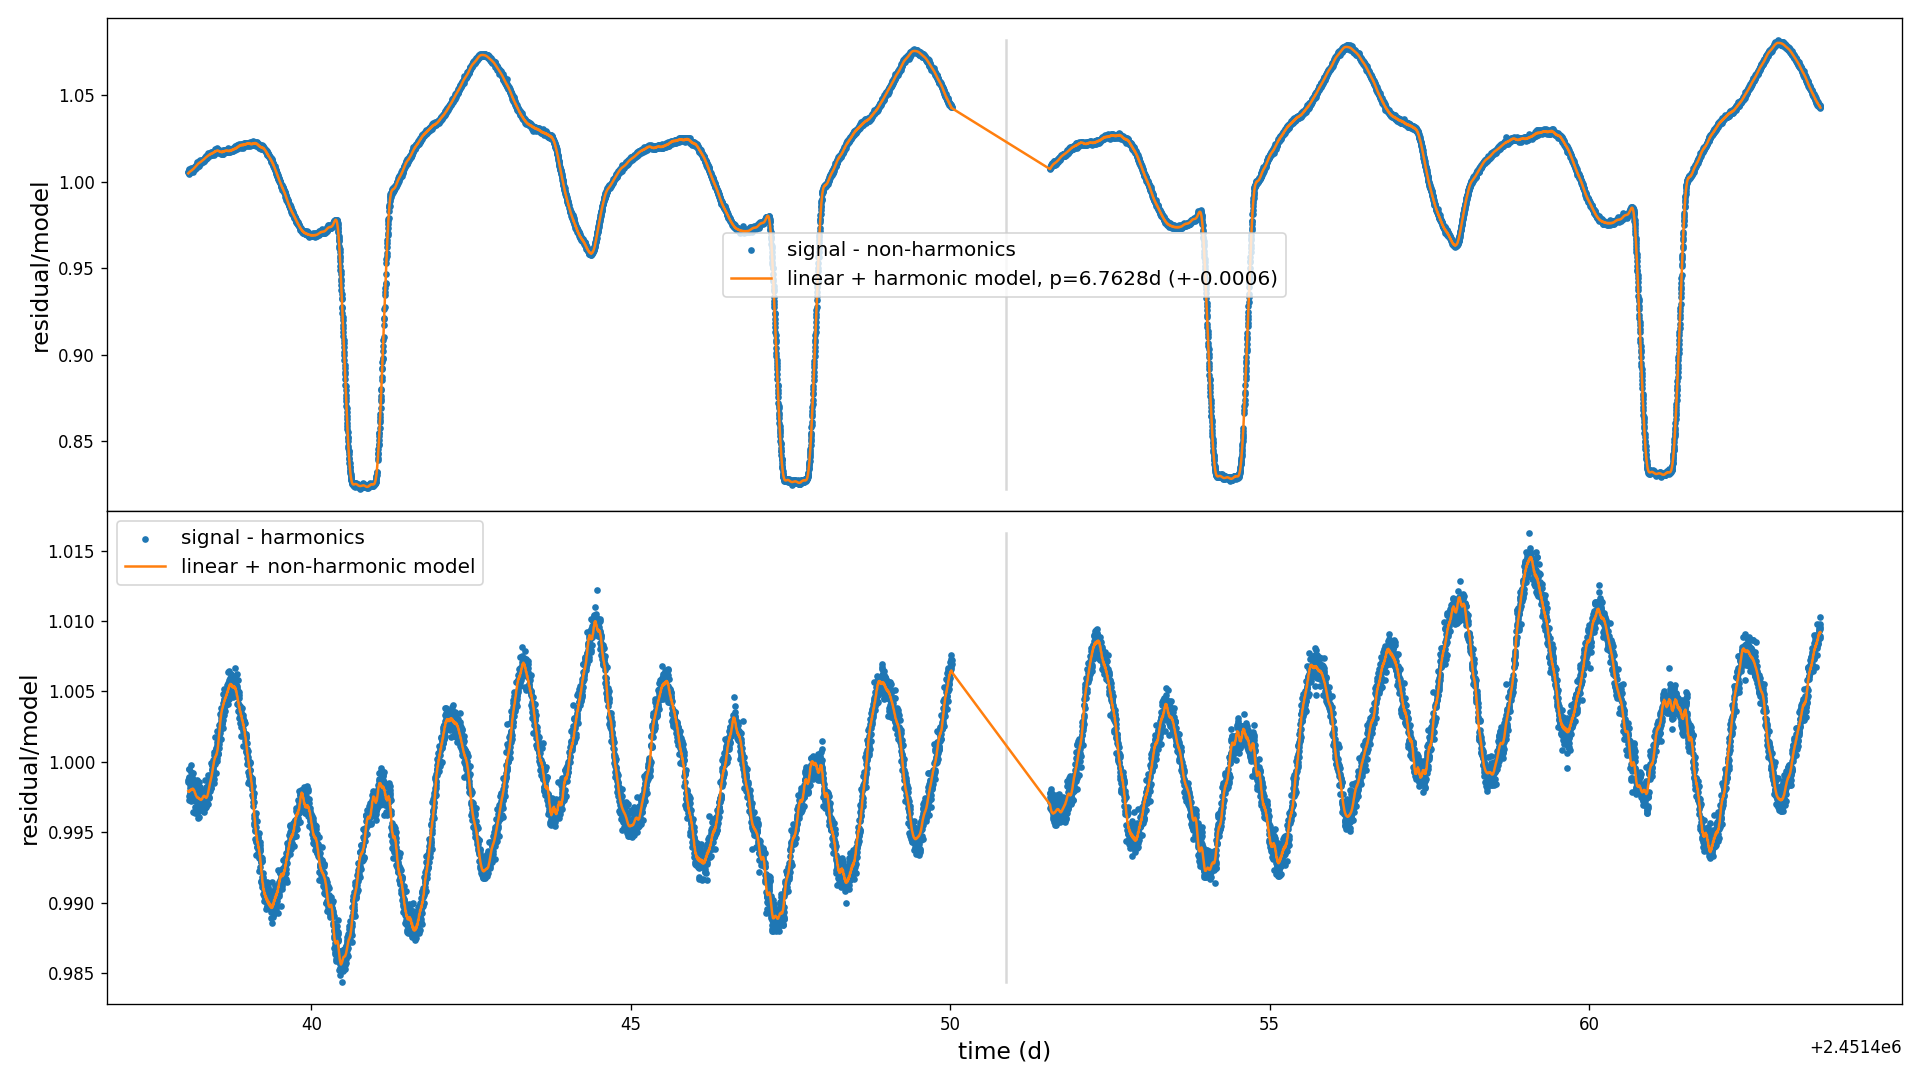 1.05
1.00
0.95
0.90
0.85
residual/model
signal - non-harmonics
linear + harmonic model, p=6.7628d (+-0.0006)
signal - harmonics
linear + non-harmonic model
1.015
1.010
1.005
1.000
0.995
0.990
0.985
residual/model
40 45 50 55 60
time (d)
+2.4514e6